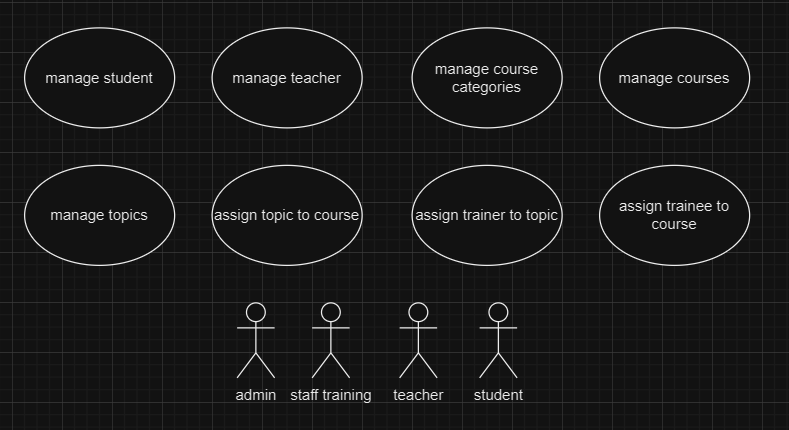 manage student
manage teacher
manage course
categories
manage courses
manage topics
assign topic to course
assign trainer to topic
assign trainee to
course
admin
staff training
teacher
student